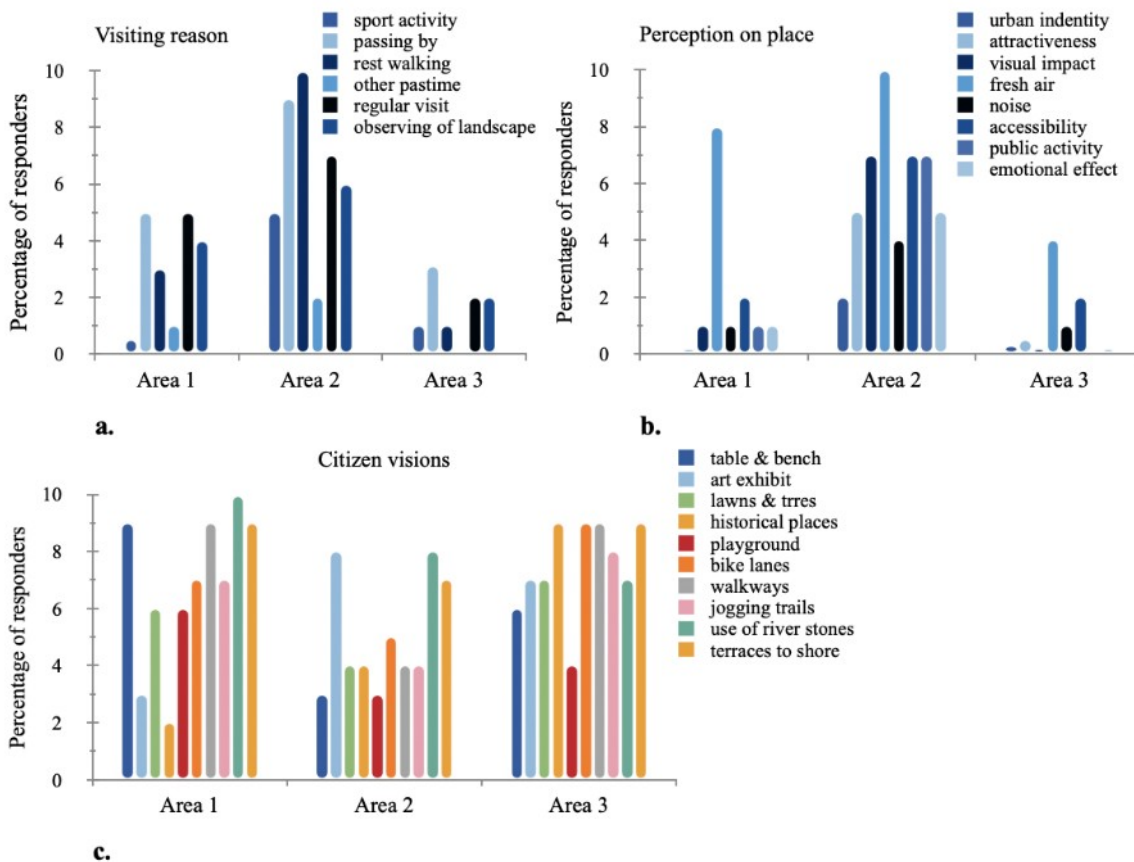 Visiting reason
sport activity
passing by
rest walking
other pastime
regular visit
observing of landscape
Percentage of responders
10
8
6
4
2
0
Area 1 Area 2 Area 3
a.
Perception on place
urban indentity
attractiveness
visual impact
fresh air
noise
accessibility
public activity
emotional effect
Percentage of responders
10
8
6
4
2
0
Area 1 Area 2 Area 3
b.
Citizen visions
table & bench
art exhibit
lawns & trres
historical places
playground
bike lanes
walkways
jogging trails
use of river stones
terraces to shore
Percentage of responders
10
8
6
4
2
0
Area 1 Area 2 Area 3
c.